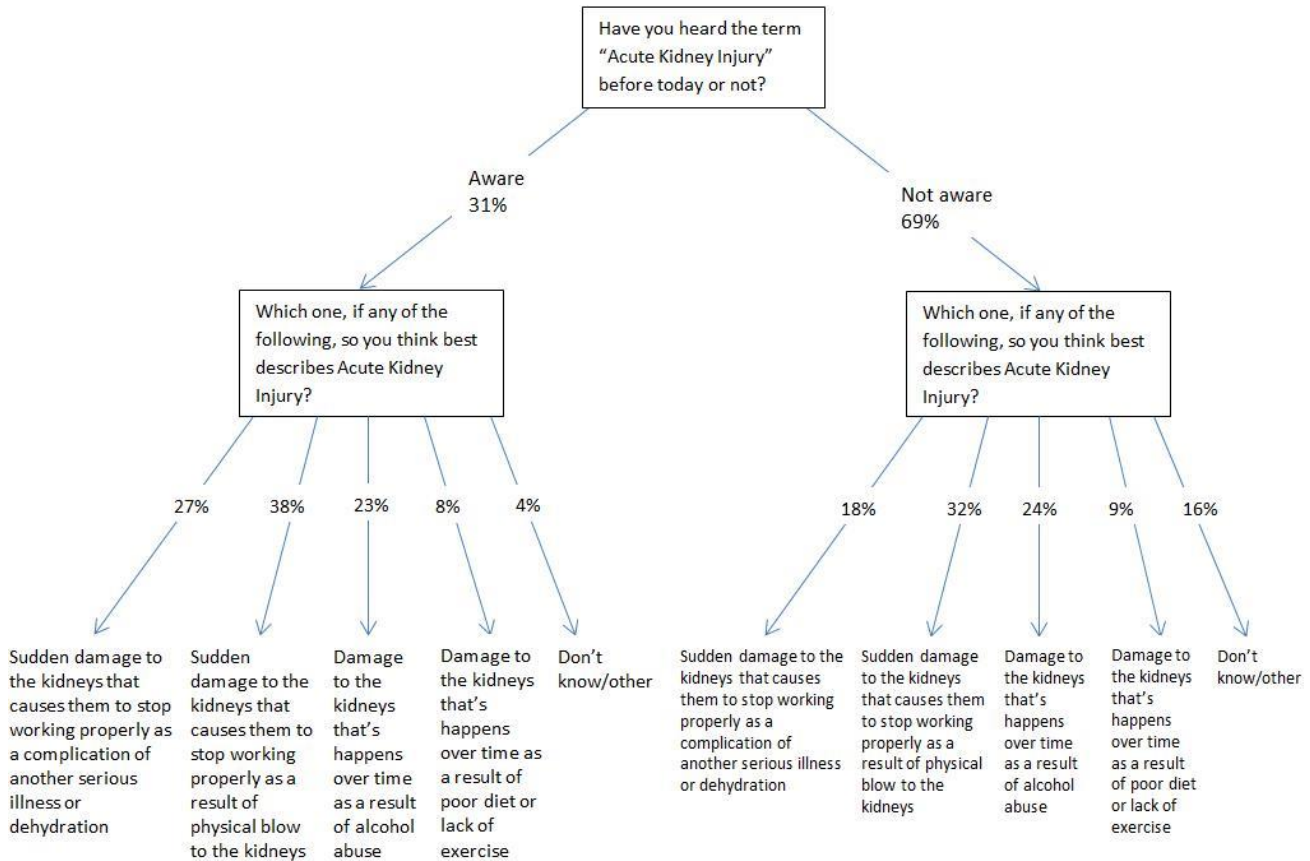 Have you heard the term
“Acute Kidney Injury”
before today or not?
Aware
31%
Not aware
69%
Which one, if any of the
following, so you think best
describes Acute Kidney
Injury?
Which one, if any of the
following, so you think best
describes Acute Kidney
Injury?
27%
38%
23%
8%
4%
18%
32%
24%
9%
16%
Sudden damage to
the kidneys that
causes them to stop
working properly as
a complication of
another serious
illness or
dehydration
Sudden
damage to the
kidneys that
causes them to
stop working
properly as a
result of
physical blow
to the kidneys
Damage
to the
kidneys
that’s
happens
over time
as a result
of alcohol
abuse
Damage to
the kidneys
that’s
happens
over time as
a result of
poor diet or
lack of
exercise
Don’t
know/other
Sudden damage to the
kidneys that causes them
to stop working
properly as a
complication of
another serious illness
or dehydration
Sudden damage
to the kidneys
that causes them
to stop working
properly as a
result of physical
blow to the
kidneys
Damage to
the kidneys
that’s
happens
over time
as a result
of alcohol
abuse
Damage to
the kidneys
that’s
happens
over time
as a result
of poor diet
or lack of
exercise
Don’t
know/other